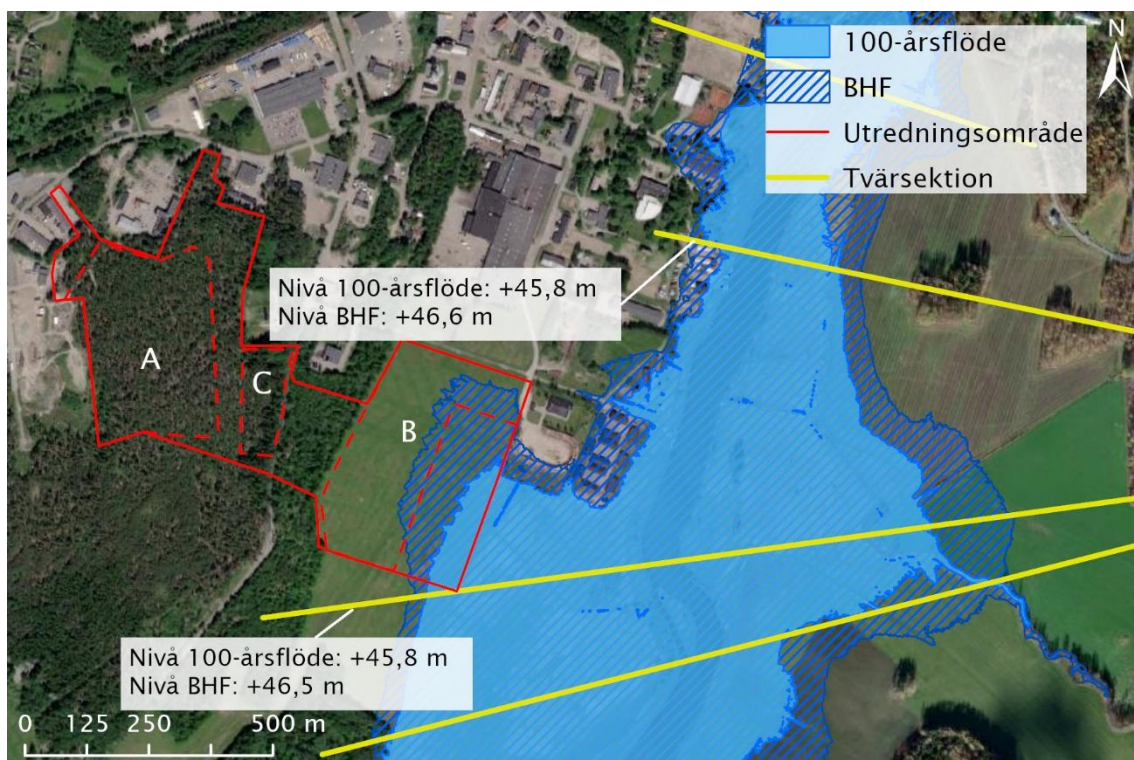 100-årsflöde
BHF
Utredningsområde
Tvärsektion
N
Nivå 100-årsflöde: +45,8 m
Nivå BHF: +46,6 m
A
C
B
Nivå 100-årsflöde: +45,8 m
Nivå BHF: +46,5 m
0 125 250 500 m